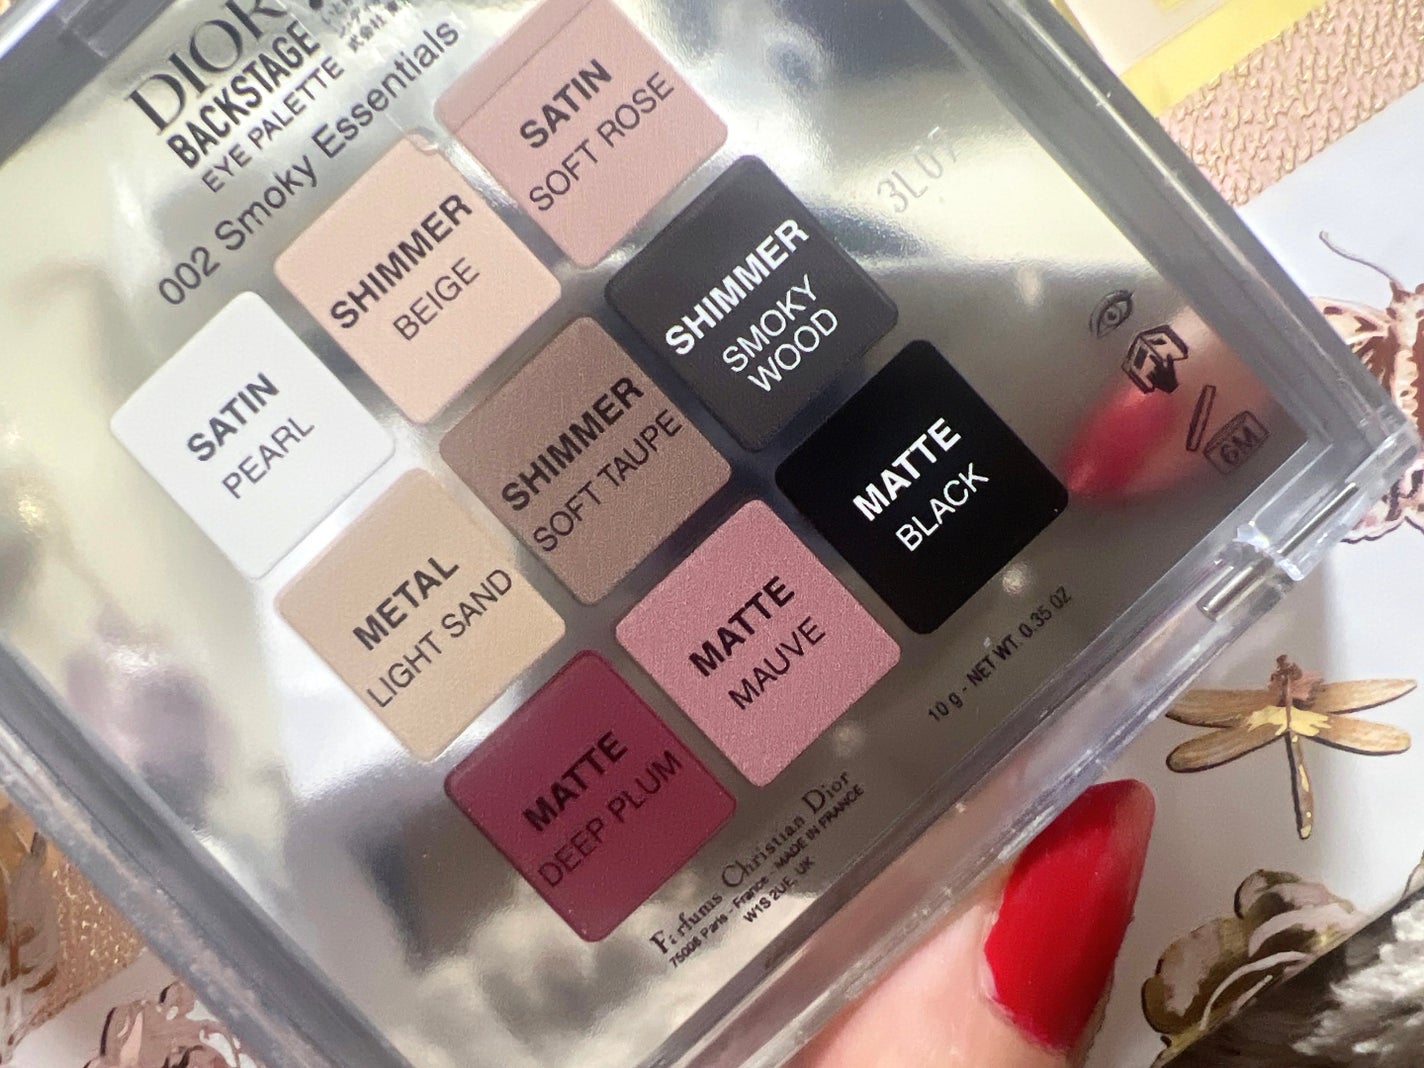 DIOR
BACKSTAGE
EYE PALETTE
002 Smoky Essentials
SATIN
SOFT ROSE
SHIMMER
BEIGE
SHIMMER
SMOKY
WOOD
SATIN
PEARL
SHIMMER
SOFT TAUPE
MATTE
BLACK
METAL
LIGHT SAND
MATTE
MAUVE
MATTE
DEEP PLUM
3L07
6M
10 g - NET WT. 0.35 OZ
Parfums Christian Dior
75008 Paris - France - MADE IN FRANCE
W1S 2UF, UK